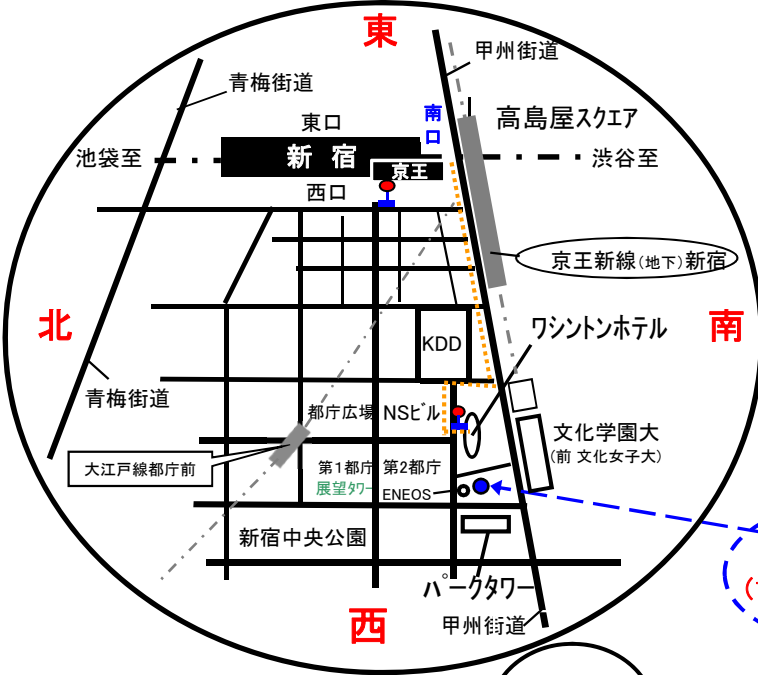 東
甲州街道
青梅街道
南口
高島屋スクエア
東口
新 宿
池袋至
渋谷至
京王
西口
京王新線(地下)新宿
北
南
ワシントンホテル
KDD
青梅街道
都庁広場
NSビル
文化学園大
(前 文化女子大)
大江戸線都庁前
第1都庁
第2都庁
展望タワー
ENEOS
新宿中央公園
パークタワー
西
甲州街道